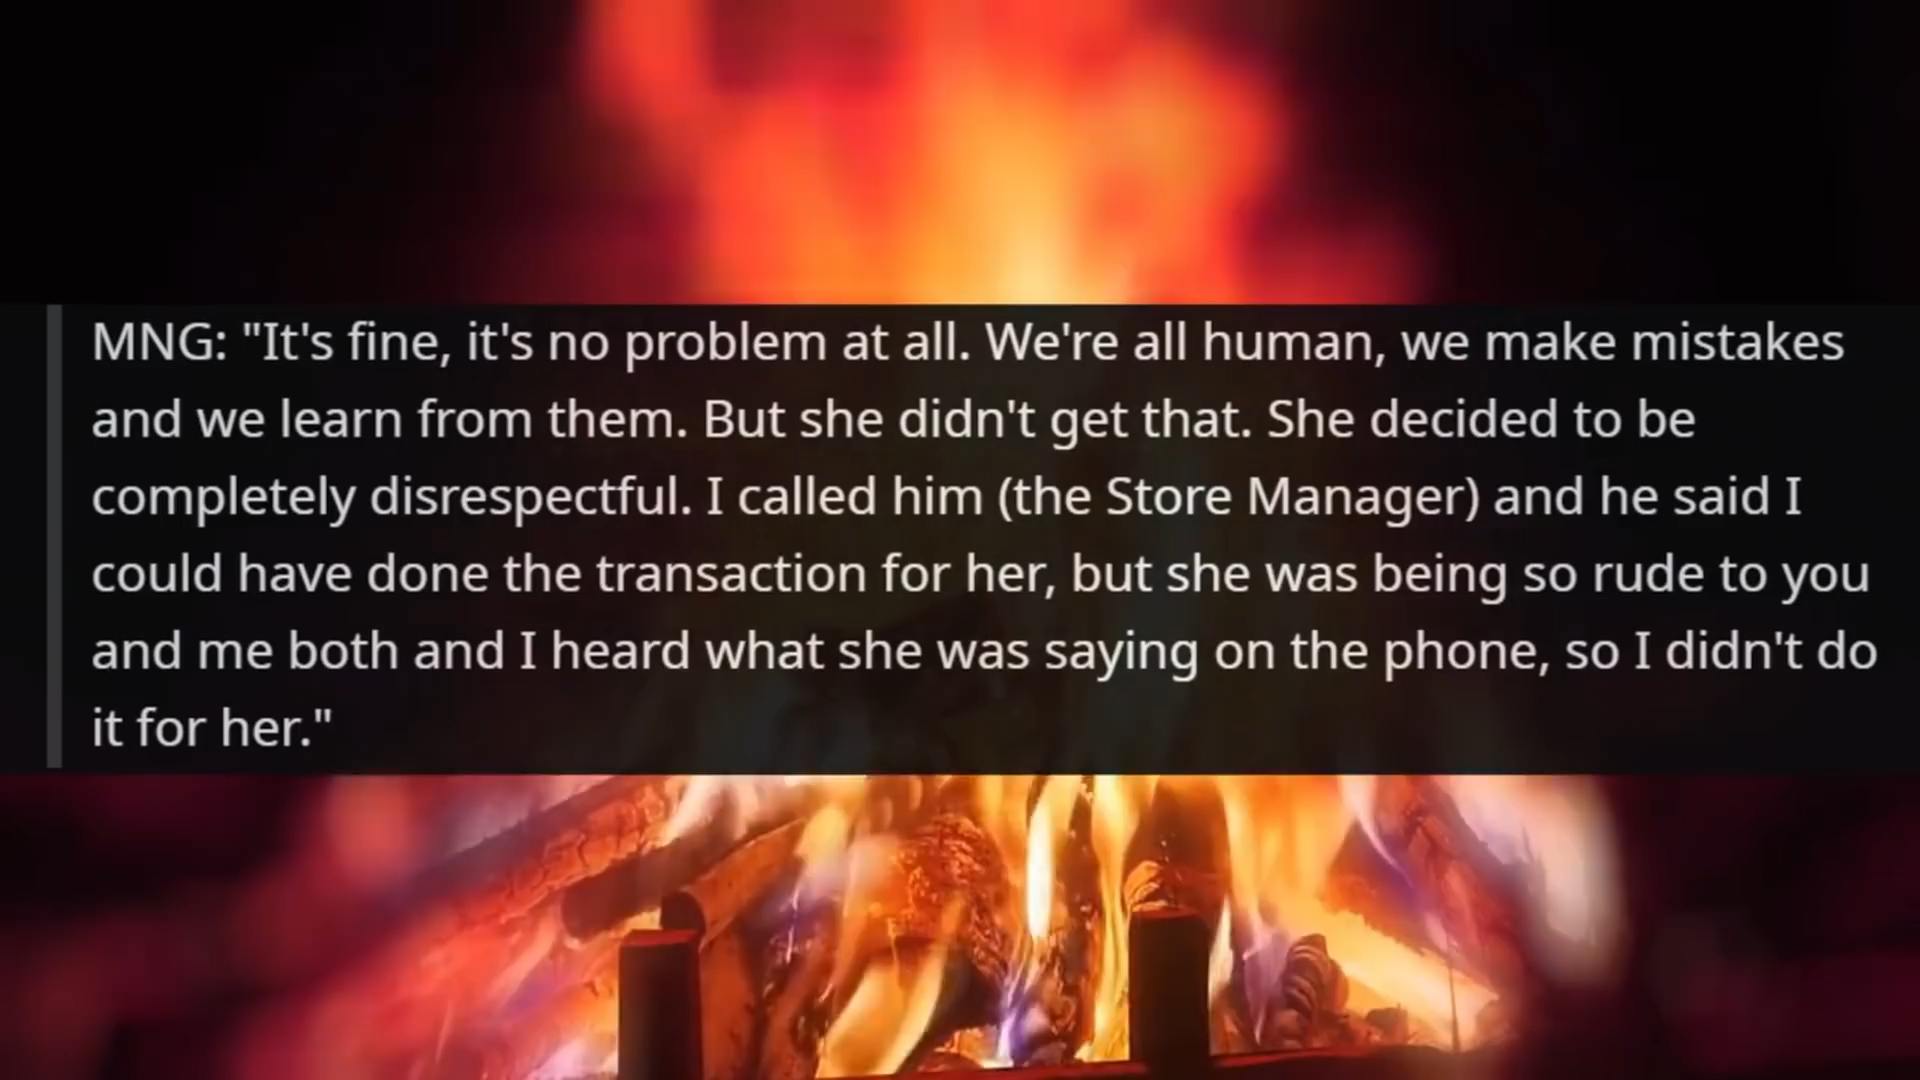 MNG: "It's fine, it's no problem at all. We're all human, we make mistakes
and we learn from them. But she didn't get that. She decided to be
completely disrespectful. I called him (the Store Manager) and he said I
could have done the transaction for her, but she was being so rude to you
and me both and I heard what she was saying on the phone, so I didn't do
it for her."